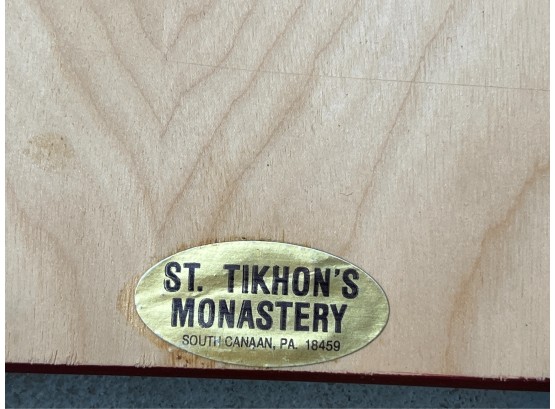 ST. TIKHON'S
MONASTERY
SOUTH CANAAN, PA. 18459